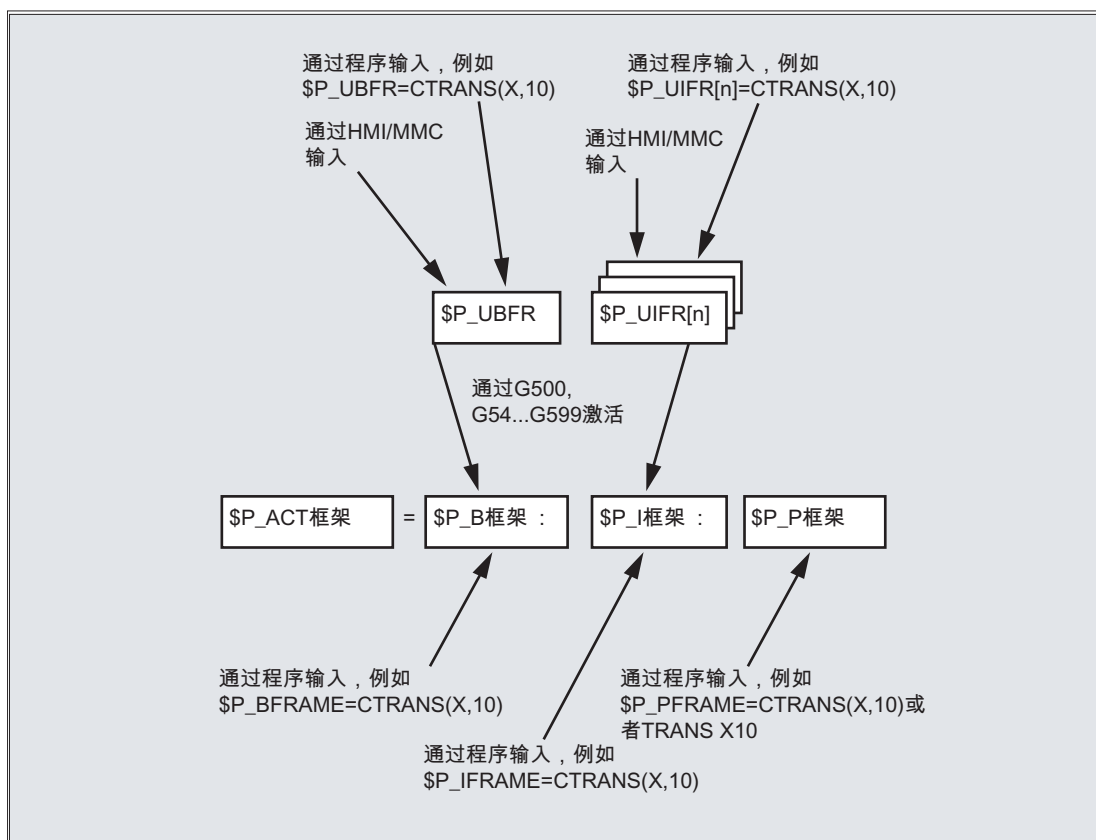 通过程序输入，例如
$P_UBFR=CTRANS(X,10)
通过程序输入，例如
$P_UIFR[n]=CTRANS(X,10)
通过HMI/MMC
输入
通过HMI/MMC
输入
$P_UBFR
$P_UIFR[n]
通过G500,
G54...G599激活
$P_ACT框架 = $P_B框架 : $P_I框架 : $P_P框架
通过程序输入，例如
$P_BFRAME=CTRANS(X,10)
通过程序输入，例如
$P_PFRAME=CTRANS(X,10)或
者TRANS X10
通过程序输入，例如
$P_IFRAME=CTRANS(X,10)